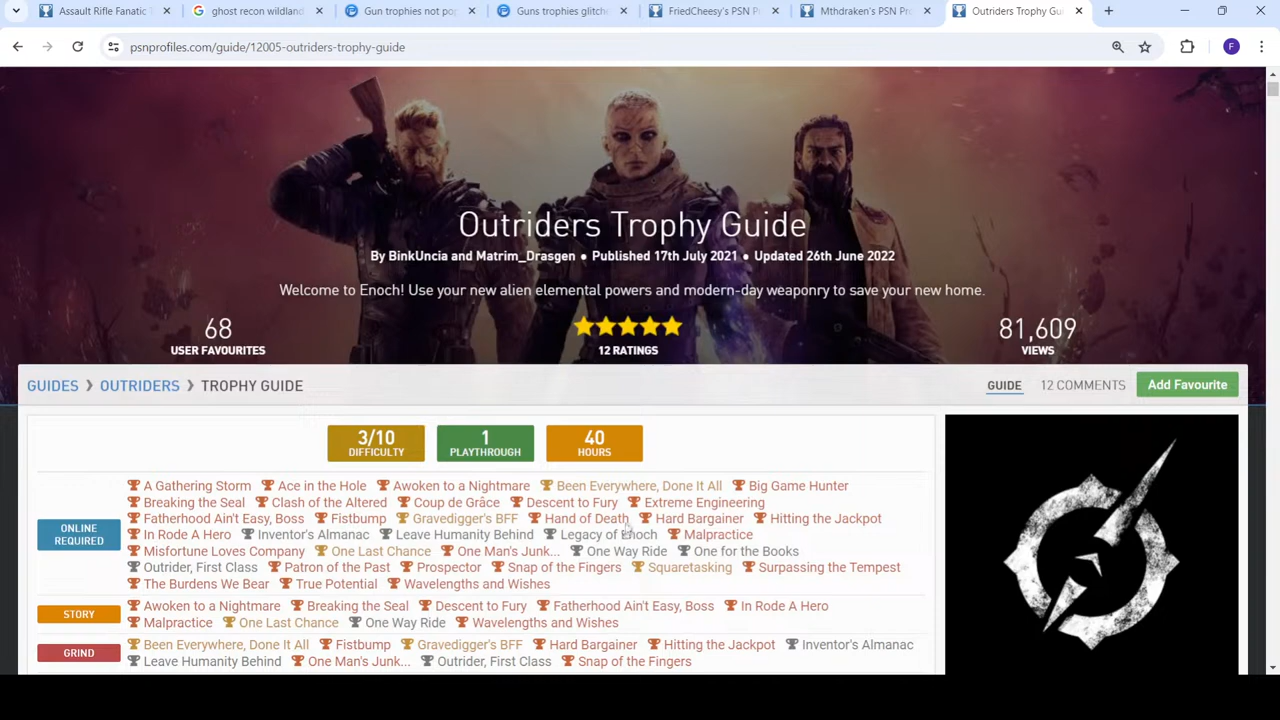 Assault Rifle Fanatic T
ghost recon wildland
Gun trophies not pop
Guns trophies glitche
FriedCheesy's PSN P
Mthdraken's PSN Pro
Outriders Trophy Gui
psnprofiles.com/guide/12005-outriders-trophy-guide
F
Outriders Trophy Guide
By BinkUncia and Matrim_Drasgen ● Published 17th July 2021 ● Updated 26th June 2022
Welcome to Enoch! Use your new alien elemental powers and modern-day weaponry to save your new home.
68
USER FAVOURITES
12 RATINGS
81,609
VIEWS
GUIDES OUTRIDERS TROPHY GUIDE
GUIDE 12 COMMENTS Add Favourite
3/10
DIFFICULTY
1
PLAYTHROUGH
40
HOURS
ONLINE
REQUIRED
A Gathering Storm Ace in the Hole Awoken to a Nightmare Been Everywhere, Done It All Big Game Hunter
Breaking the Seal Clash of the Altered Coup de Grâce Descent to Fury Extreme Engineering
Fatherhood Ain't Easy, Boss Fistbump Gravedigger's BFF Hand of Death Hard Bargainer Hitting the Jackpot
In Rode A Hero Inventor's Almanac Leave Humanity Behind Legacy of Enoch Malpractice
Misfortune Loves Company One Last Chance One Man's Junk... One Way Ride One for the Books
Outrider, First Class Patron of the Past Prospector Snap of the Fingers Squaretasking Surpassing the Tempest
The Burdens We Bear True Potential Wavelengths and Wishes
STORY
Awoken to a Nightmare Breaking the Seal Descent to Fury Fatherhood Ain't Easy, Boss In Rode A Hero
Malpractice One Last Chance One Way Ride Wavelengths and Wishes
GRIND
Been Everywhere, Done It All Fistbump Gravedigger's BFF Hard Bargainer Hitting the Jackpot Inventor's Almanac
Leave Humanity Behind One Man's Junk... Outrider, First Class Snap of the Fingers